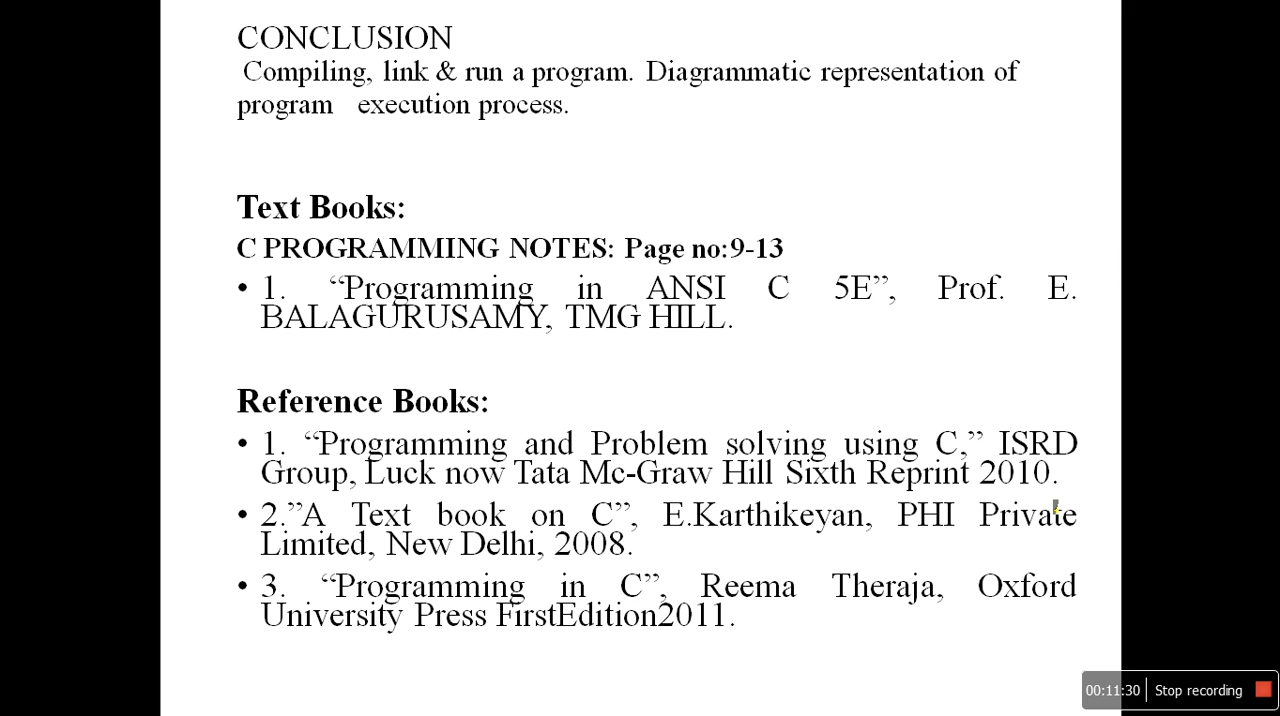 CONCLUSION
Compiling, link & run a program. Diagrammatic representation of
program execution process.
Text Books:
C PROGRAMMING NOTES: Page no:9-13
• 1. “Programming in ANSI C 5E”, Prof. E.
BALAGURUSAMY, TMG HILL.
Reference Books:
• 1. “Programming and Problem solving using C,” ISRD
Group, Luck now Tata Mc-Graw Hill Sixth Reprint 2010.
• 2.”A Text book on C”, E.Karthikeyan, PHI Private
Limited, New Delhi, 2008.
• 3. “Programming in C”, Reema Theraja, Oxford
University Press FirstEdition2011.
00:11:30 Stop recording